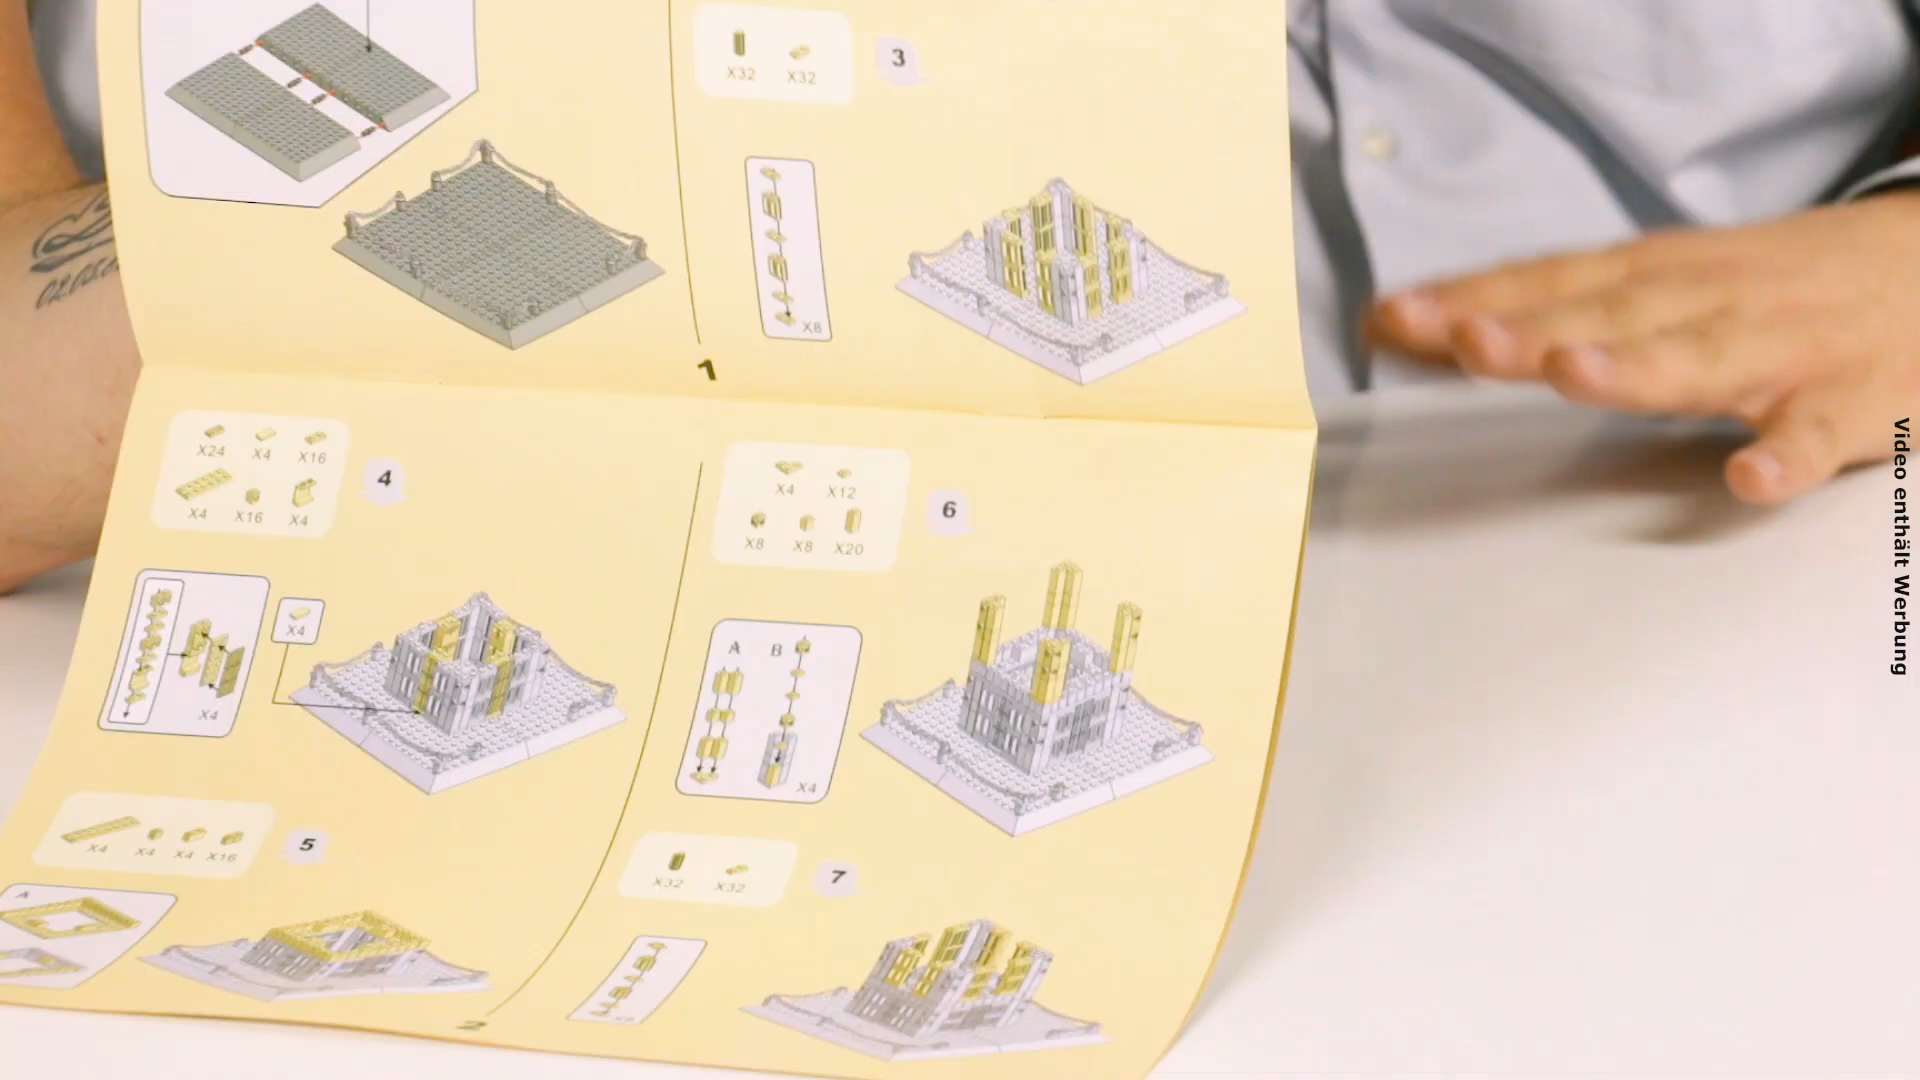 3
X32 X32
X8
1
4
X24 X4 X16
X4 X16 X4
X4
X4
5
X4 X4 X4 X16
A
2
6
X4 X12
X8 X8 X20
A B
X4
7
X32 X32
Video enthält Werbung